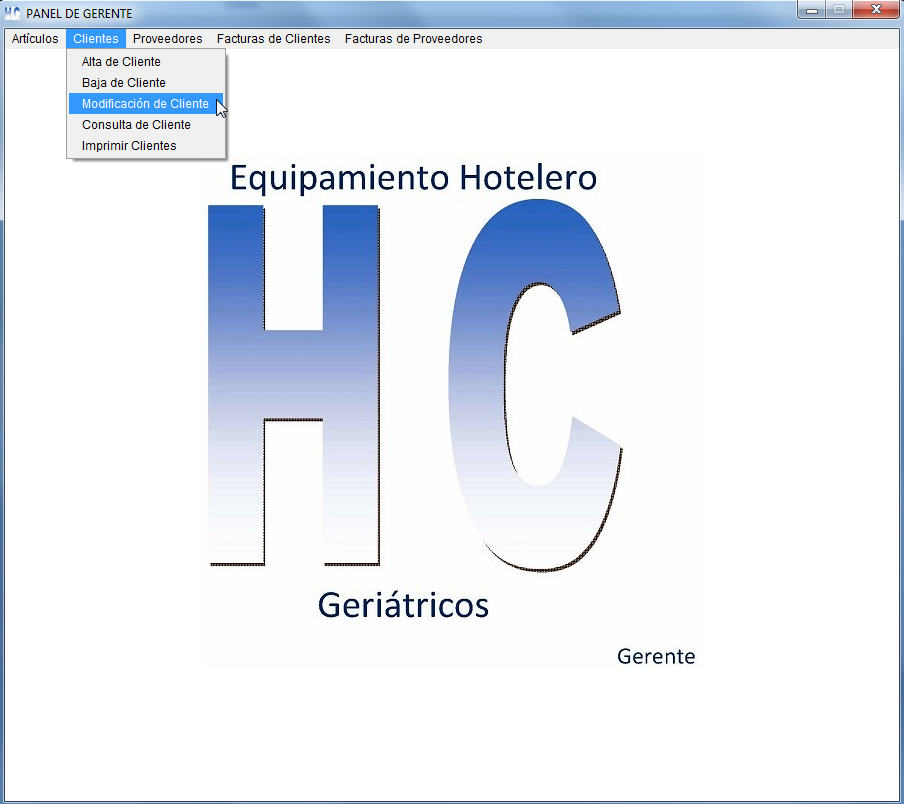 HC PANEL DE GERENTE
Artículos Clientes Proveedores Facturas de Clientes Facturas de Proveedores
Alta de Cliente
Baja de Cliente
Modificación de Cliente
Consulta de Cliente
Imprimir Clientes
Equipamiento Hotelero
HC
Geriátricos
Gerente